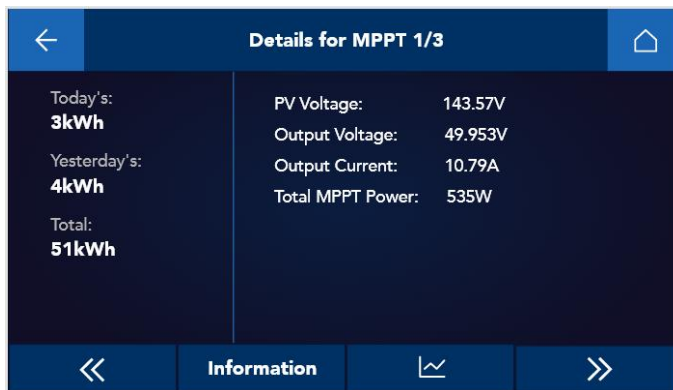 Details for MPPT 1/3
Today's:
3kWh
Yesterday's:
4kWh
Total:
51kWh
PV Voltage: 143.57V
Output Voltage: 49.953V
Output Current: 10.79A
Total MPPT Power: 535W
Information